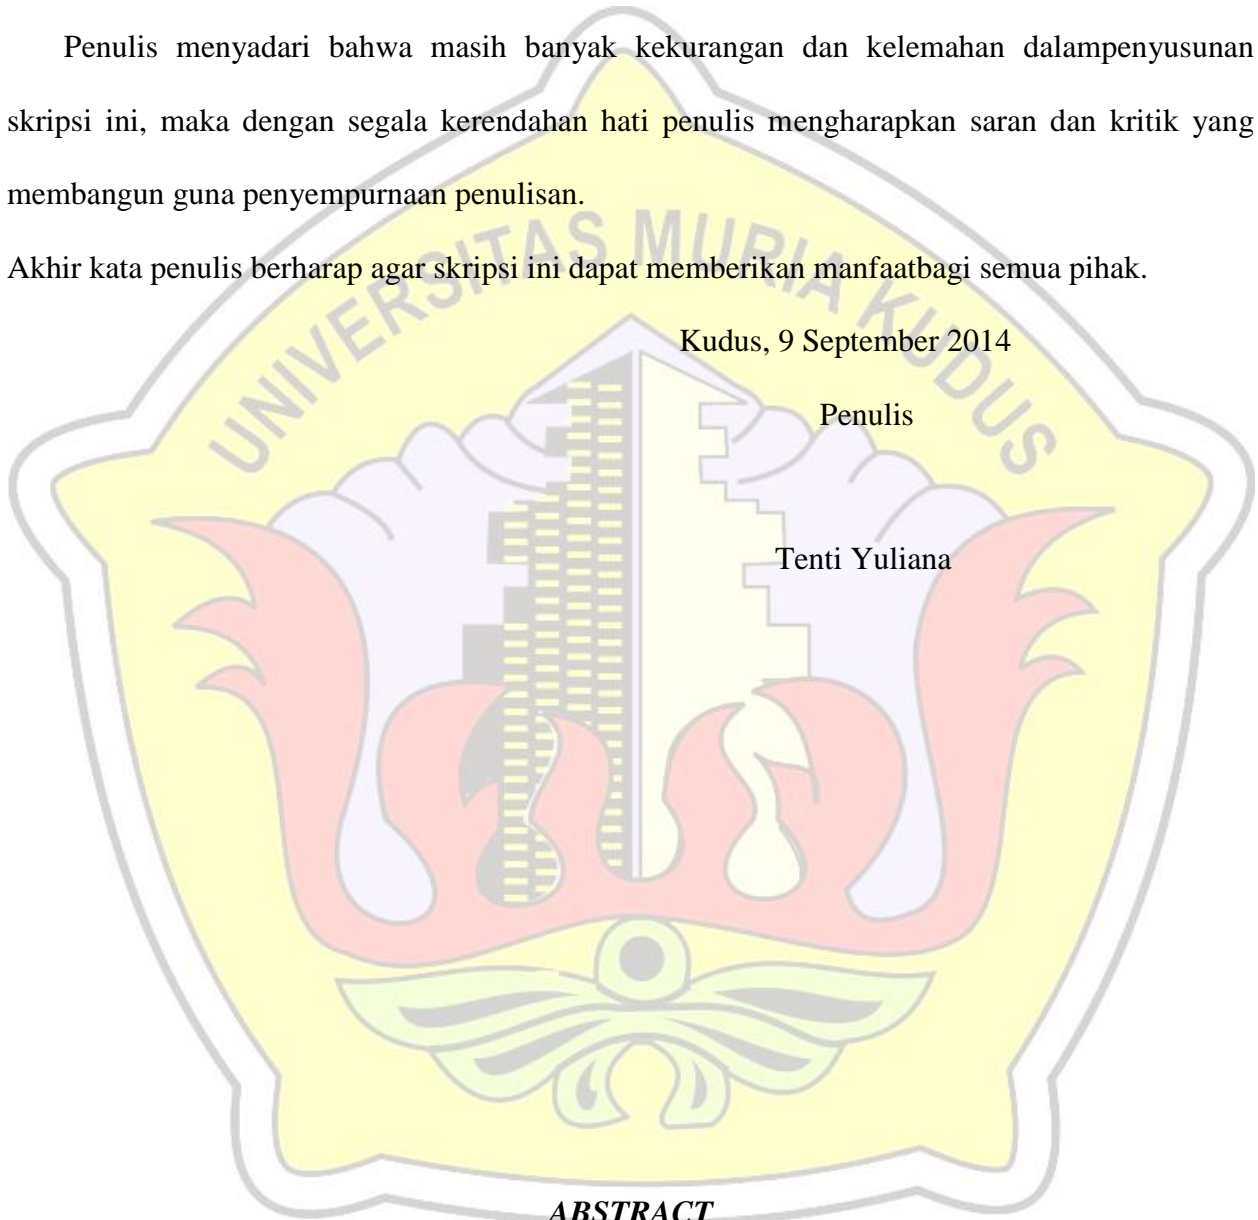 Penulis menyadari bahwa masih banyak kekurangan dan kelemahan dalampenyusunan
skripsi ini, maka dengan segala kerendahan hati penulis mengharapkan saran dan kritik yang
membangun guna penyempurnaan penulisan.
UNIVERSITAS MURIA KUDUS
Akhir kata penulis berharap agar skripsi ini dapat memberikan manfaatbagi semua pihak.
Kudus, 9 September 2014
Penulis
Tenti Yuliana
ABSTRACT